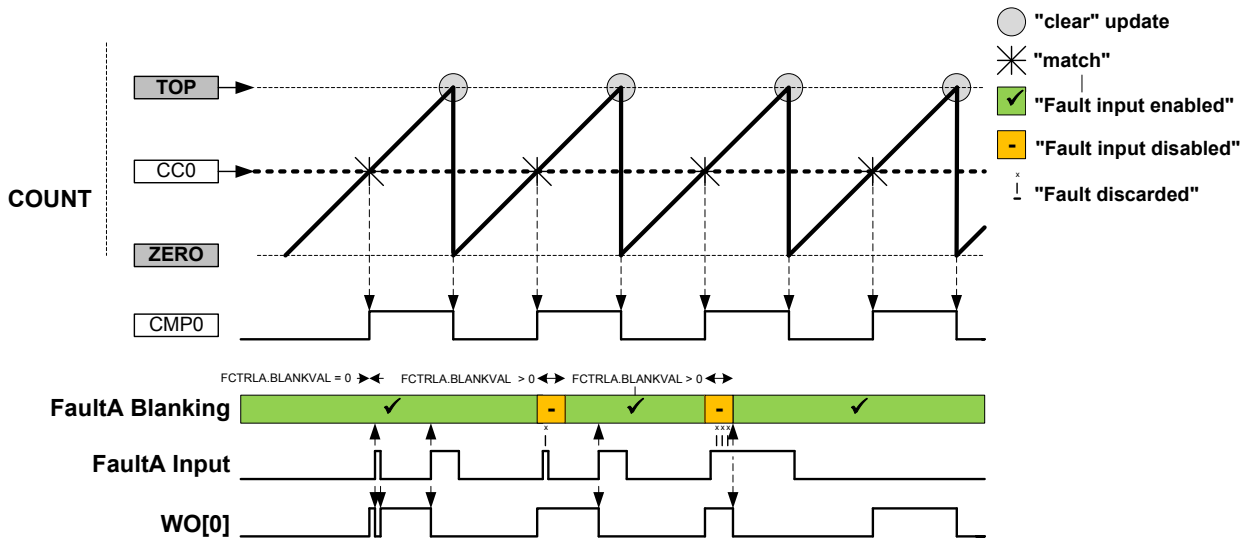 "clear" update
"match"
"Fault input enabled"
"Fault input disabled"
x
"Fault discarded"
TOP
CC0
COUNT
ZERO
CMP0
FCTRLA.BLANKVAL = 0
FCTRLA.BLANKVAL > 0
FCTRLA.BLANKVAL > 0
FaultA Blanking
✓ - ✓ - ✓
x x x x
FaultA Input
WO[0]